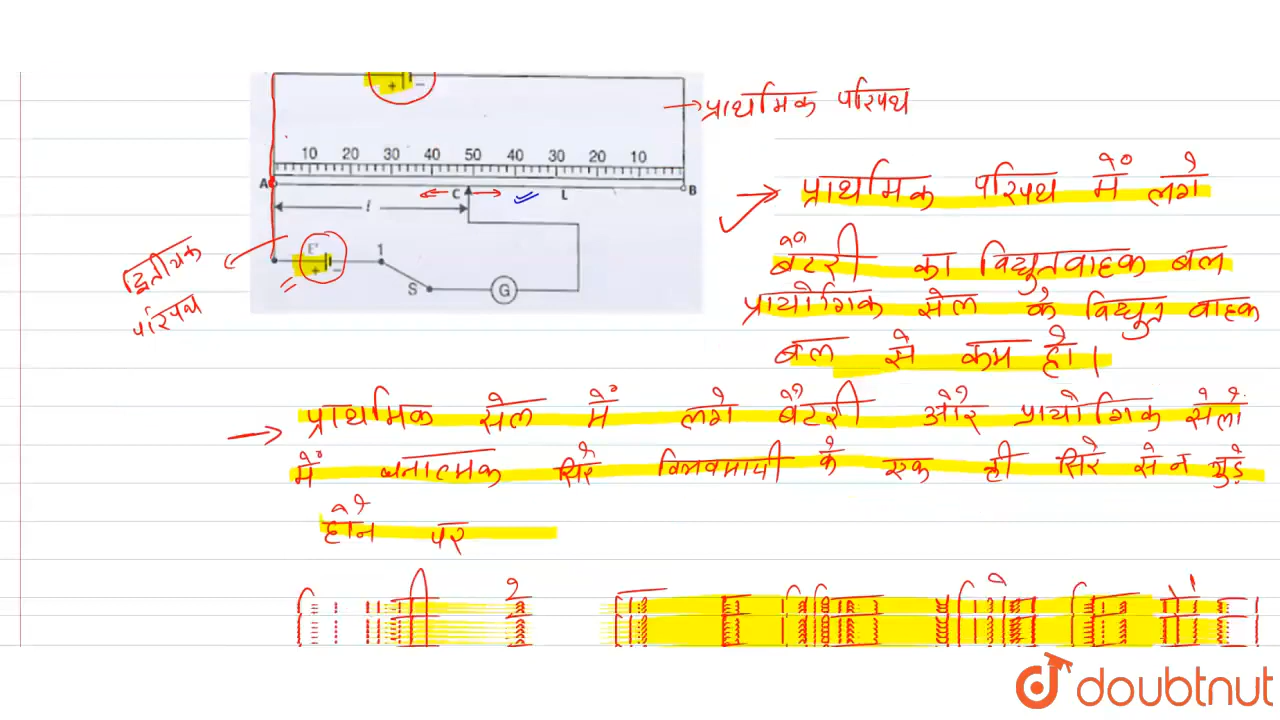 + -
→ प्राथमिक परिपथ
10 20 30 40 50 40 30 20 10
A C L B
l
→ प्राथमिक परिपथ में लगे
बैटरी का विद्युतवाहक बल
प्रायोगिक सेल के विद्युत वाहक
बल से कम हो।
द्वितीयक
परिपथ
E' 1
+ -
S G
→ प्राथमिक सेल में लगे बैटरी और प्रायोगिक सेलों
में धनात्मक सिरे विभवमापी के एक ही सिरे से न जुड़े
होने पर
doubtnut